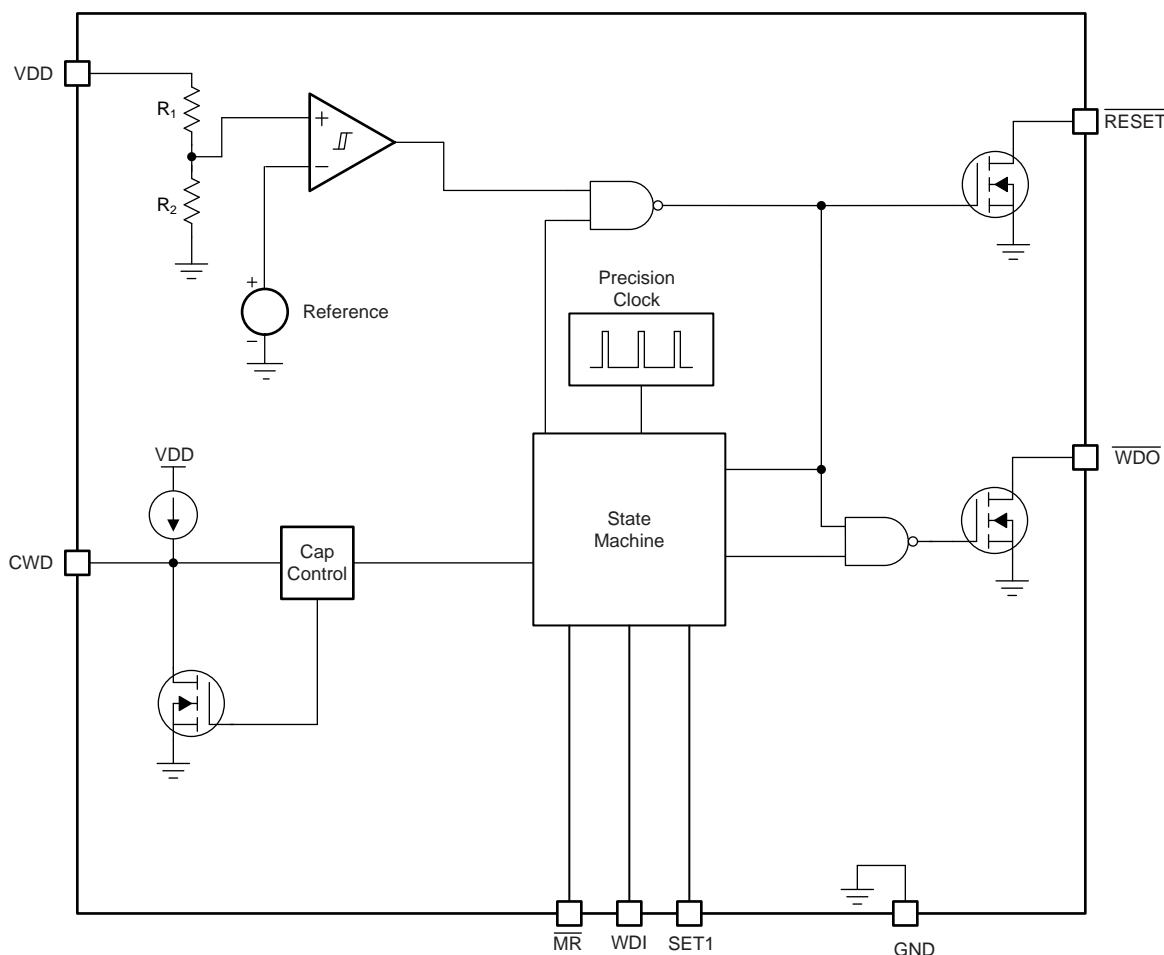 VDD
R1
R2
+
−
+
−
Reference
Precision
Clock
RESET
VDD
CWD
Cap
Control
State
Machine
WDO
MR
WDI
SET1
GND